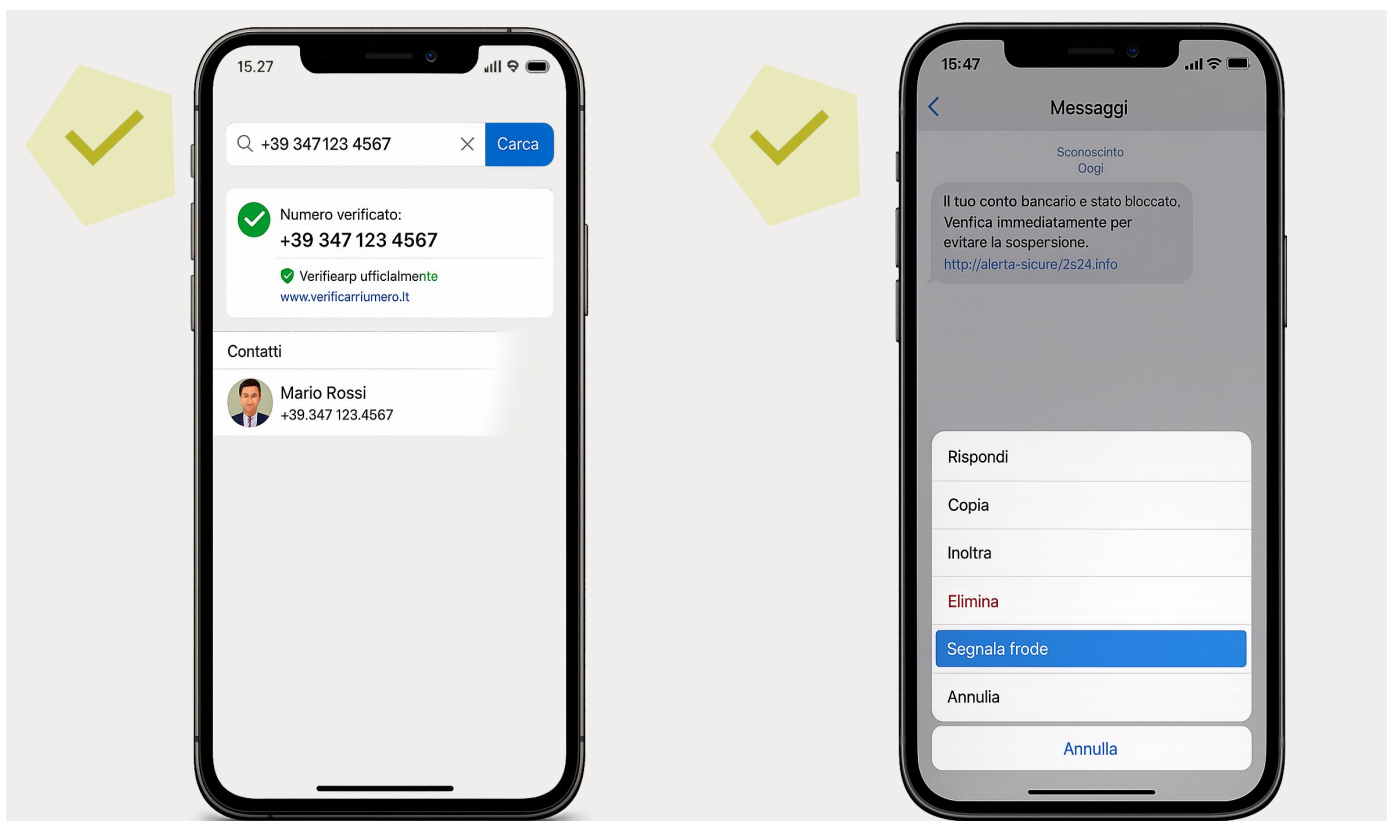 15.27
+39 347123 4567
Carca
Numero verificato:
+39 347 123 4567
Verifiearp ufficlalmente
www.verificarriumero.lt
Contatti
Mario Rossi
+39.347 123.4567
15:47
Messaggi
Sconoscinto
Oogi
Il tuo conto bancario e stato bloccato,
Venfica immediatamente per
evitare la sospersione.
http://alerta-sicure/2s24.info
Rispondi
Copia
Inoltra
Elimina
Segnala frode
Annulia
Annulla